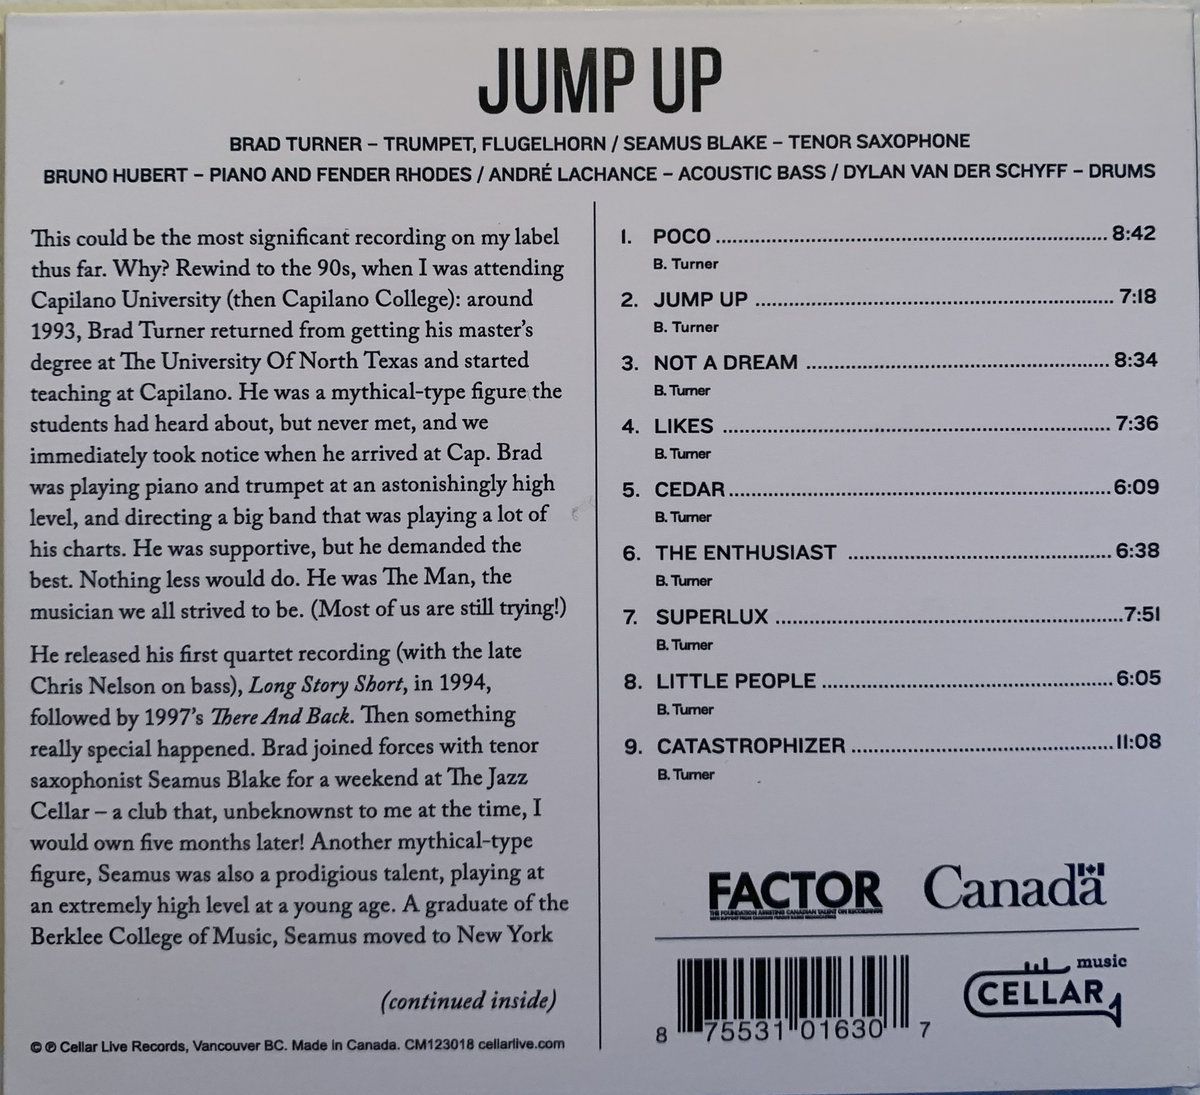 JUMP UP
BRAD TURNER – TRUMPET, FLUGELHORN / SEAMUS BLAKE – TENOR SAXOPHONE
BRUNO HUBERT – PIANO AND FENDER RHODES / ANDRÉ LACHANCE – ACOUSTIC BASS / DYLAN VAN DER SCHYFF – DRUMS
This could be the most significant recording on my label
thus far. Why? Rewind to the 90s, when I was attending
Capilano University (then Capilano College): around
1993, Brad Turner returned from getting his master's
degree at The University Of North Texas and started
teaching at Capilano. He was a mythical-type figure the
students had heard about, but never met, and we
immediately took notice when he arrived at Cap. Brad
was playing piano and trumpet at an astonishingly high
level, and directing a big band that was playing a lot of
his charts. He was supportive, but he demanded the
best. Nothing less would do. He was The Man, the
musician we all strived to be. (Most of us are still trying!)
He released his first quartet recording (with the late
Chris Nelson on bass), Long Story Short, in 1994,
followed by 1997's There And Back. Then something
really special happened. Brad joined forces with tenor
saxophonist Seamus Blake for a weekend at The Jazz
Cellar – a club that, unbeknownst to me at the time, I
would own five months later! Another mythical-type
figure, Seamus was also a prodigious talent, playing at
an extremely high level at a young age. A graduate of the
Berklee College of Music, Seamus moved to New York
(continued inside)
© ℗ Cellar Live Records, Vancouver BC. Made in Canada. CM123018 cellarlive.com
1. POCO 8:42
B. Turner
2. JUMP UP 7:18
B. Turner
3. NOT A DREAM 8:34
B. Turner
4. LIKES 7:36
B. Turner
5. CEDAR 6:09
B. Turner
6. THE ENTHUSIAST 6:38
B. Turner
7. SUPERLUX 7:51
B. Turner
8. LITTLE PEOPLE 6:05
B. Turner
9. CATASTROPHIZER 11:08
B. Turner
FACTOR
THE FOUNDATION ASSISTING CANADIAN TALENT ON RECORDINGS
Canada
8 75531 01630 7
music
CELLAR